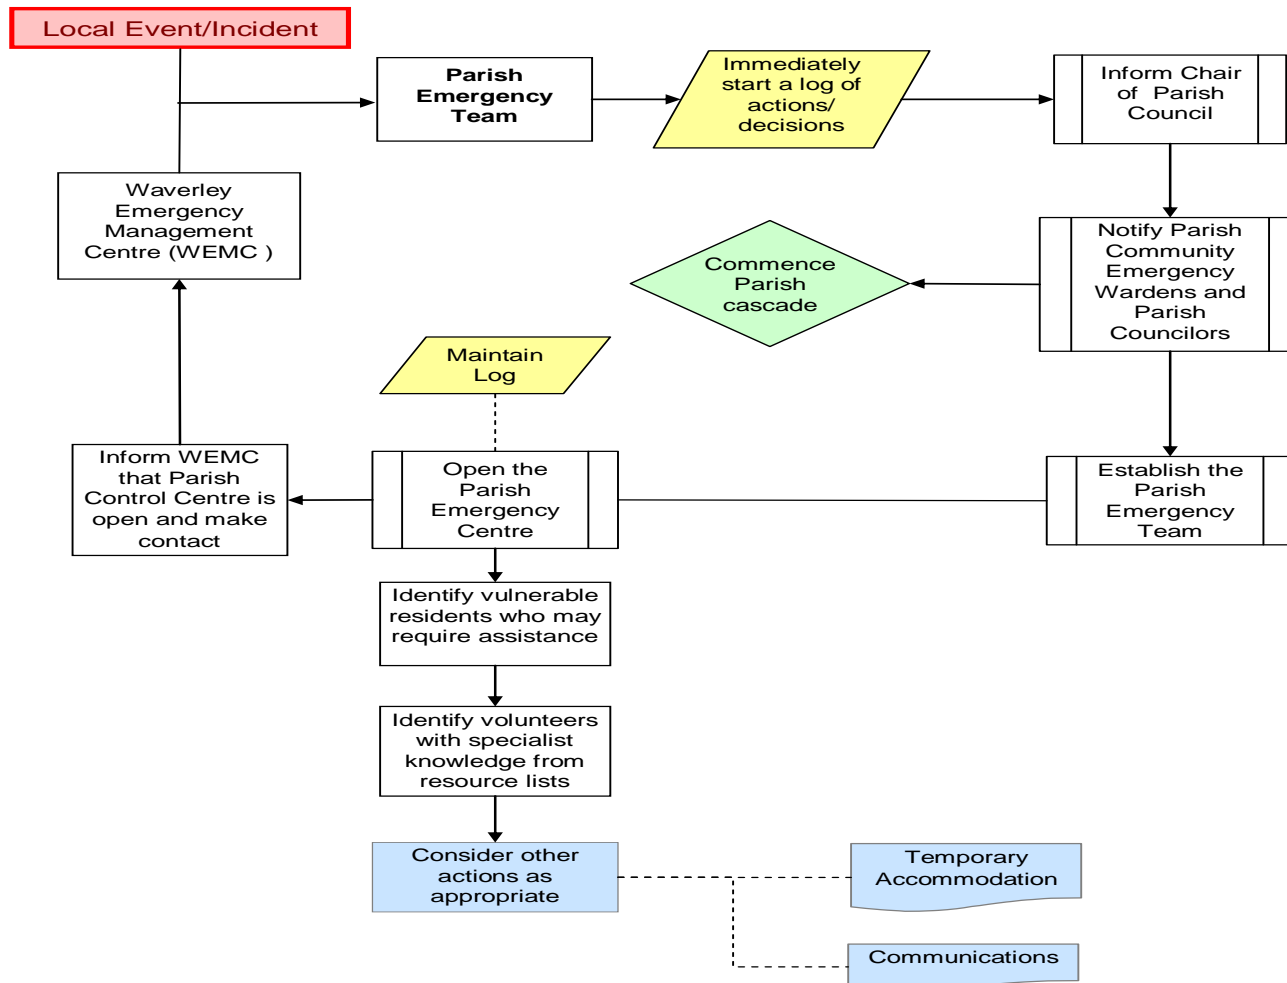 Local Event/Incident
Parish
Emergency
Team
Immediately
start a log of
actions/
decisions
Inform Chair
of Parish
Council
Waverley
Emergency
Management
Centre (WEMC )
Commence
Parish
cascade
Notify Parish
Community
Emergency
Wardens and
Parish
Councilors
Maintain
Log
Inform WEMC
that Parish
Control Centre is
open and make
contact
Open the
Parish
Emergency
Centre
Establish the
Parish
Emergency
Team
Identify vulnerable
residents who may
require assistance
Identify volunteers
with specialist
knowledge from
resource lists
Consider other
actions as
appropriate
Temporary
Accommodation
Communications